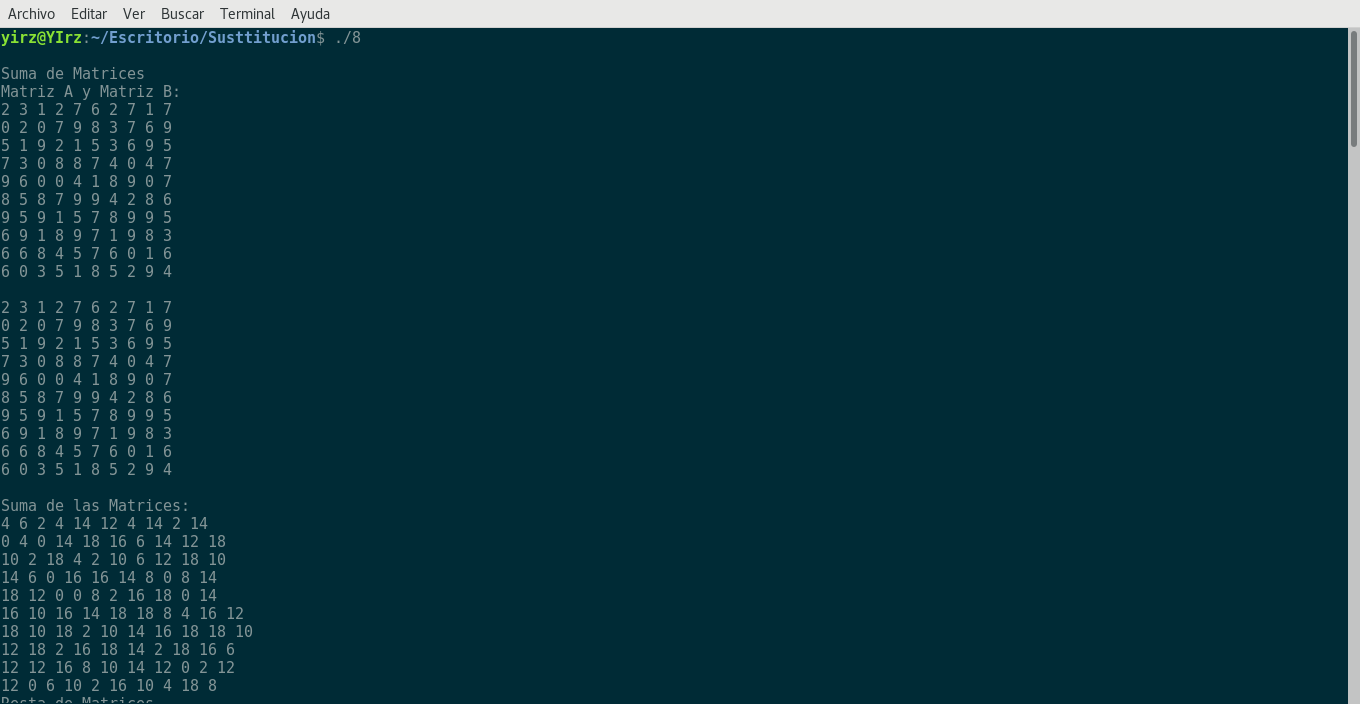 Archivo Editar Ver Buscar Terminal Ayuda
yirz@YIrz:~/Escritorio/Susttitucion$ ./8
Suma de Matrices
Matriz A y Matriz B:
2 3 1 2 7 6 2 7 1 7
0 2 0 7 9 8 3 7 6 9
5 1 9 2 1 5 3 6 9 5
7 3 0 8 8 7 4 0 4 7
9 6 0 0 4 1 8 9 0 7
8 5 8 7 9 9 4 2 8 6
9 5 9 1 5 7 8 9 9 5
6 9 1 8 9 7 1 9 8 3
6 6 8 4 5 7 6 0 1 6
6 0 3 5 1 8 5 2 9 4
2 3 1 2 7 6 2 7 1 7
0 2 0 7 9 8 3 7 6 9
5 1 9 2 1 5 3 6 9 5
7 3 0 8 8 7 4 0 4 7
9 6 0 0 4 1 8 9 0 7
8 5 8 7 9 9 4 2 8 6
9 5 9 1 5 7 8 9 9 5
6 9 1 8 9 7 1 9 8 3
6 6 8 4 5 7 6 0 1 6
6 0 3 5 1 8 5 2 9 4
Suma de las Matrices:
4 6 2 4 14 12 4 14 2 14
0 4 0 14 18 16 6 14 12 18
10 2 18 4 2 10 6 12 18 10
14 6 0 16 16 14 8 0 8 14
18 12 0 0 8 2 16 18 0 14
16 10 16 14 18 18 8 4 16 12
18 10 18 2 10 14 16 18 18 10
12 18 2 16 18 14 2 18 16 6
12 12 16 8 10 14 12 0 2 12
12 0 6 10 2 16 10 4 18 8
Resta de Matrices